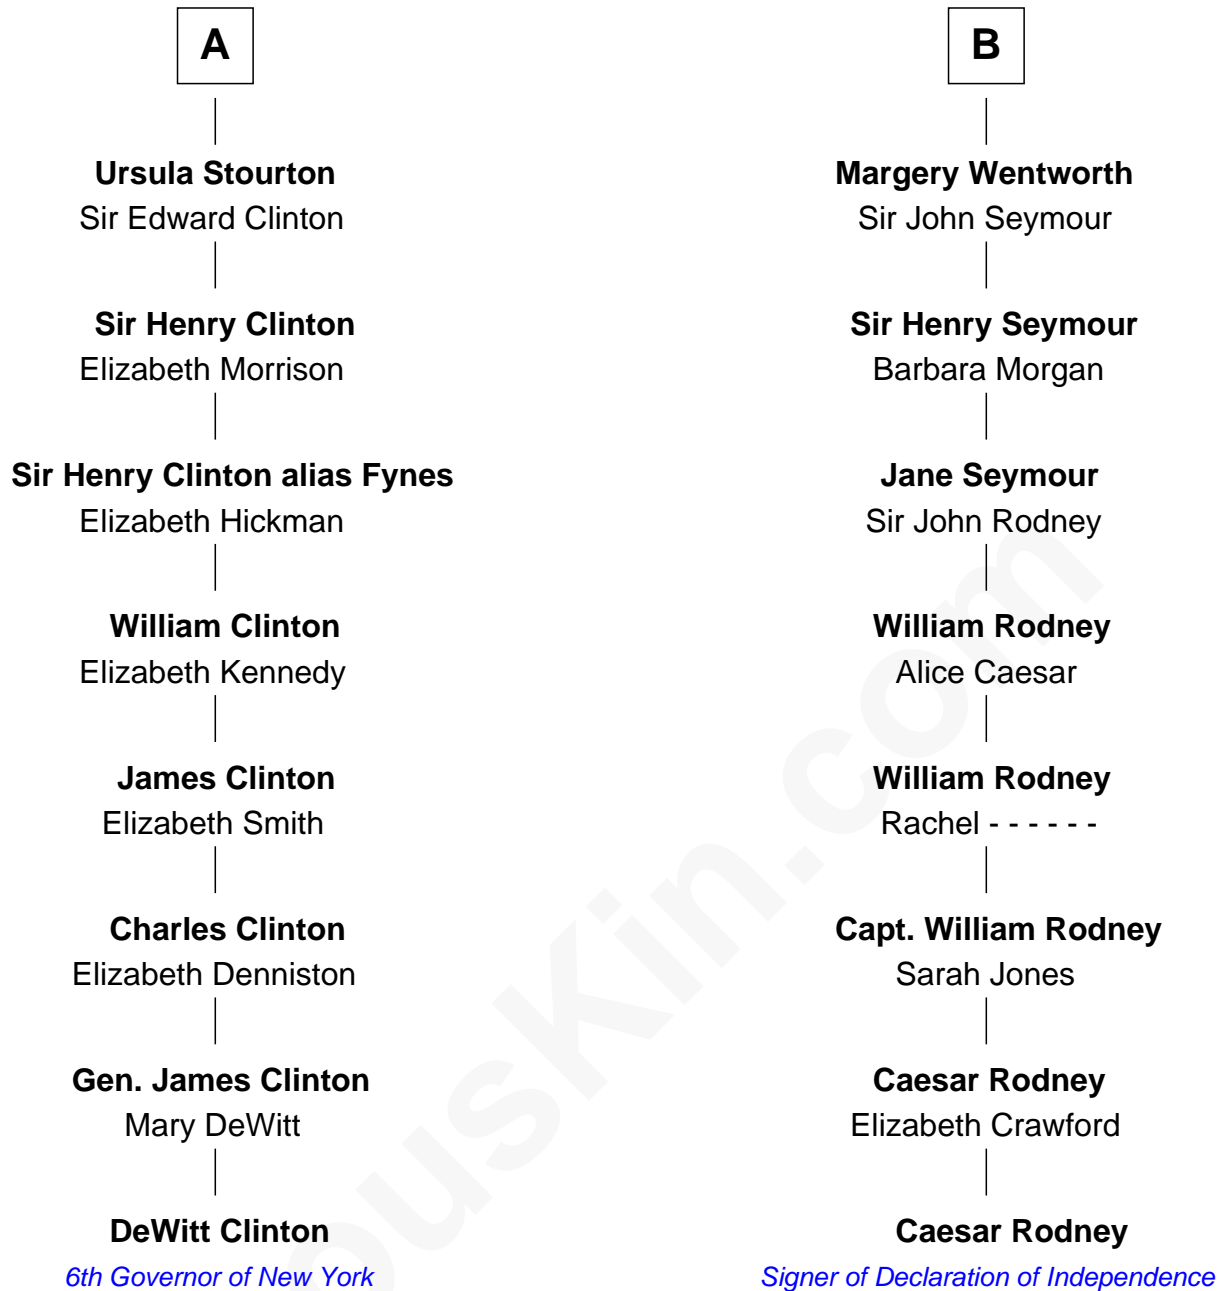 A
Ursula Stourton
Sir Edward Clinton
Sir Henry Clinton
Elizabeth Morrison
Sir Henry Clinton alias Fynes
Elizabeth Hickman
William Clinton
Elizabeth Kennedy
James Clinton
Elizabeth Smith
Charles Clinton
Elizabeth Denniston
Gen. James Clinton
Mary DeWitt
DeWitt Clinton
6th Governor of New York
B
Margery Wentworth
Sir John Seymour
Sir Henry Seymour
Barbara Morgan
Jane Seymour
Sir John Rodney
William Rodney
Alice Caesar
William Rodney
Rachel - - - - - -
Capt. William Rodney
Sarah Jones
Caesar Rodney
Elizabeth Crawford
Caesar Rodney
Signer of Declaration of Independence
ousKin.com